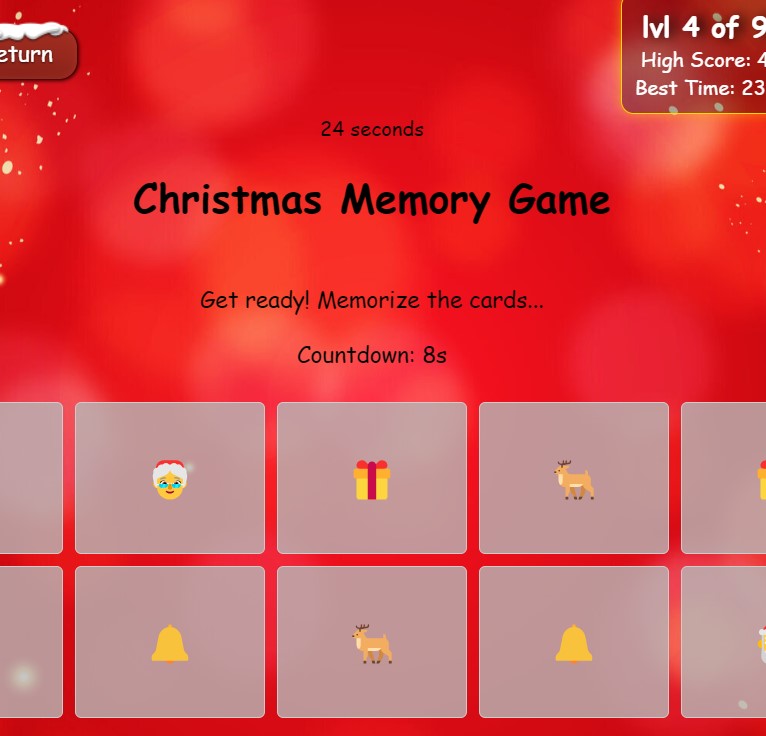 eturn
lvl 4 of 9
High Score: 4
Best Time: 23
24 seconds
Christmas Memory Game
Get ready! Memorize the cards...
Countdown: 8s